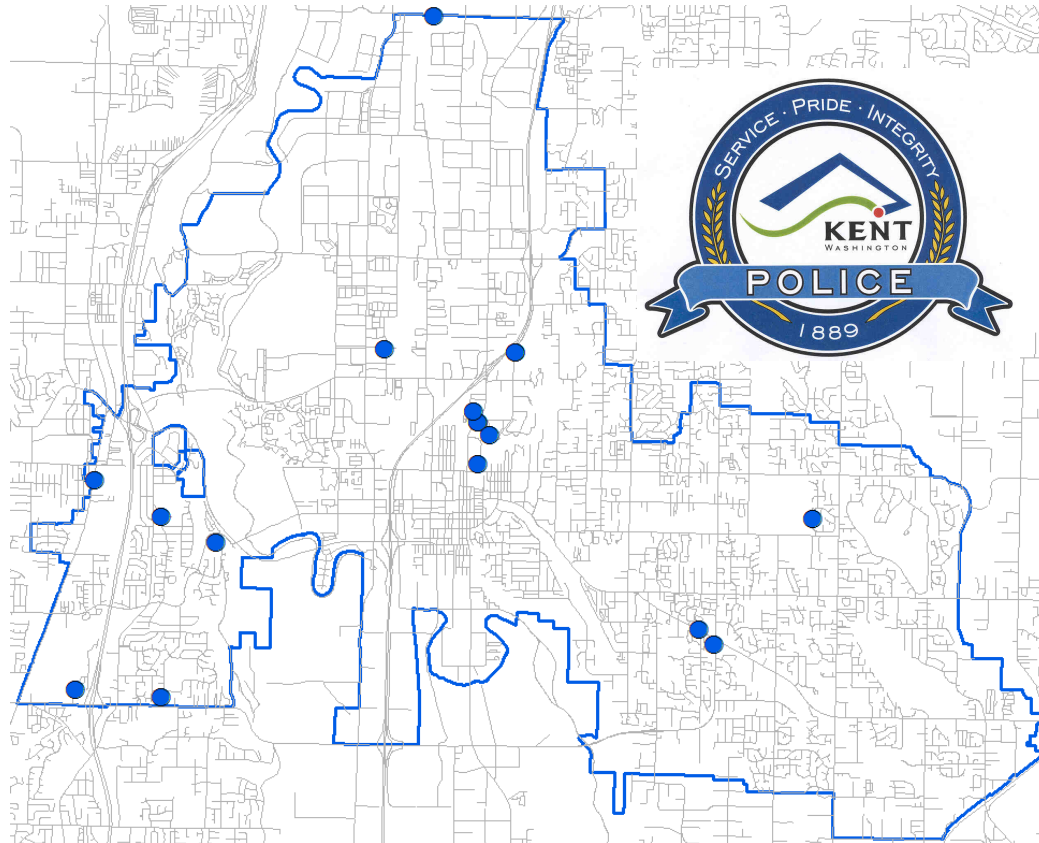 SERVICE · PRIDE · INTEGRITY
KENT
WASHINGTON
POLICE
1889